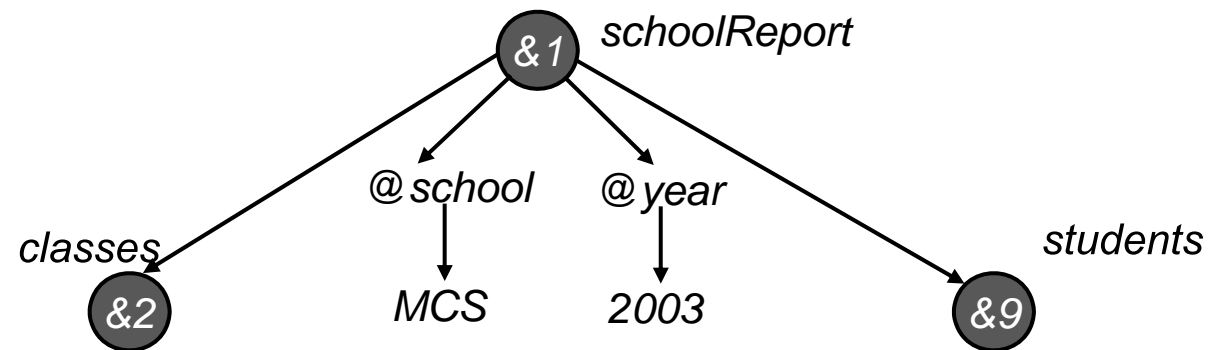 schoolReport
&1
@school
@year
classes
students
&2
MCS
2003
&9